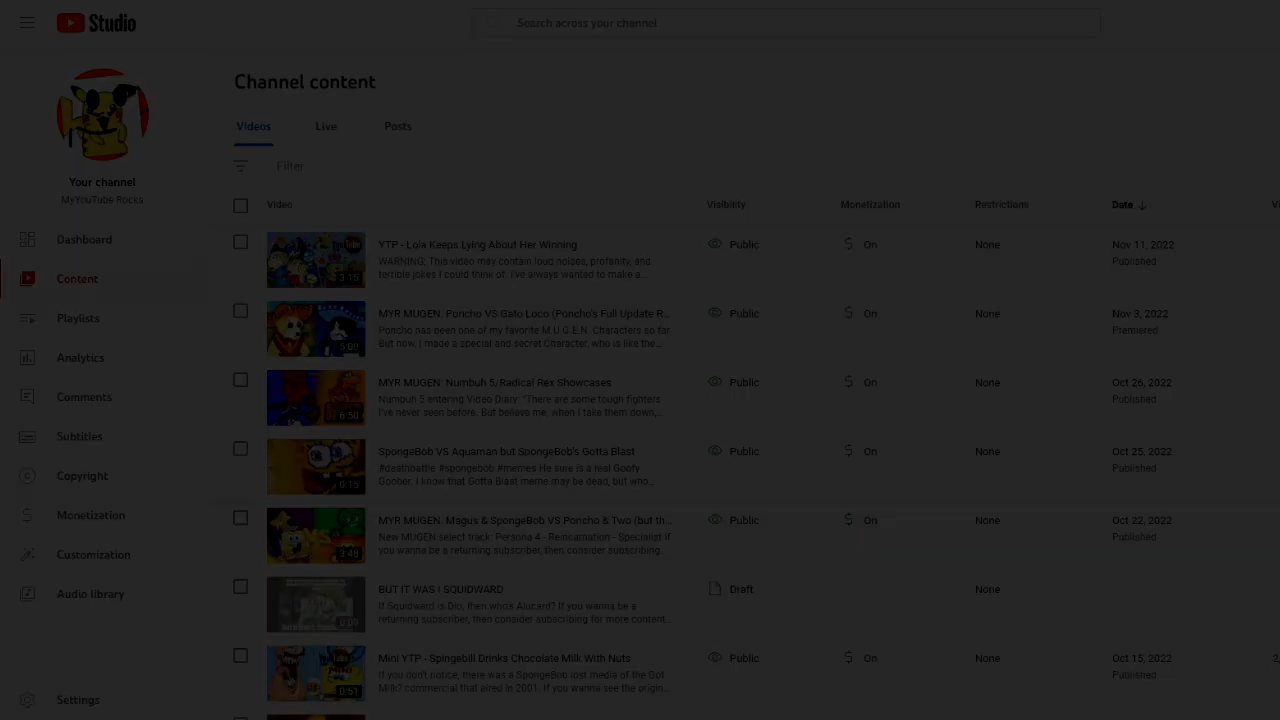 Studio
Search across your channel
Channel content
Videos Live Posts
Filter
Your channel
MyYouTube Rocks
Dashboard
Content
Playlists
Analytics
Comments
Subtitles
Copyright
Monetization
Customization
Audio library
Settings
Video Visibility Monetization Restrictions Date
YTP - Lola Keeps Lying About Her Winning Public On None Nov 11, 2022
WARNING: This video may contain loud noises, profanity, and Published
terrible jokes I could think of. I've always wanted to make a...
3:15
MYR MUGEN: Poncho VS Gato Loco (Poncho's Full Update R... Public On None Nov 3, 2022
Poncho has been one of my favorite M.U.G.E.N. Characters so far Premiered
But now, I made a special and secret Character, who is like the...
5:00
MYR MUGEN: Numbuh 5/Radical Rex Showcases Public On None Oct 26, 2022
Numbuh 5 entering Video Diary: "There are some tough fighters Published
I've never seen before. But believe me, when I take them down,...
6:50
SpongeBob VS Aquaman but SpongeBob's Gotta Blast Public On None Oct 25, 2022
#deathbattle #spongebob #memes He sure is a real Goofy Published
Goober. I know that Gotta Blast meme may be dead, but who...
0:15
MYR MUGEN: Magus & SpongeBob VS Poncho & Two (but th... Public On None Oct 22, 2022
New MUGEN select track: Persona 4 - Reincarnation - Specialist If Published
you wanna be a returning subscriber, then consider subscribing
3:48
BUT IT WAS I SQUIDWARD Draft None
If Squidward is Dio, then who's Alucard? If you wanna be a
returning subscriber, then consider subscribing for more content...
0:09
Mini YTP - Spingebill Drinks Chocolate Milk With Nuts Public On None Oct 15, 2022
If you don't notice, there was a SpongeBob lost media of the Got Published
Milk? commercial that aired in 2001. If you wanna see the origin...
0:51